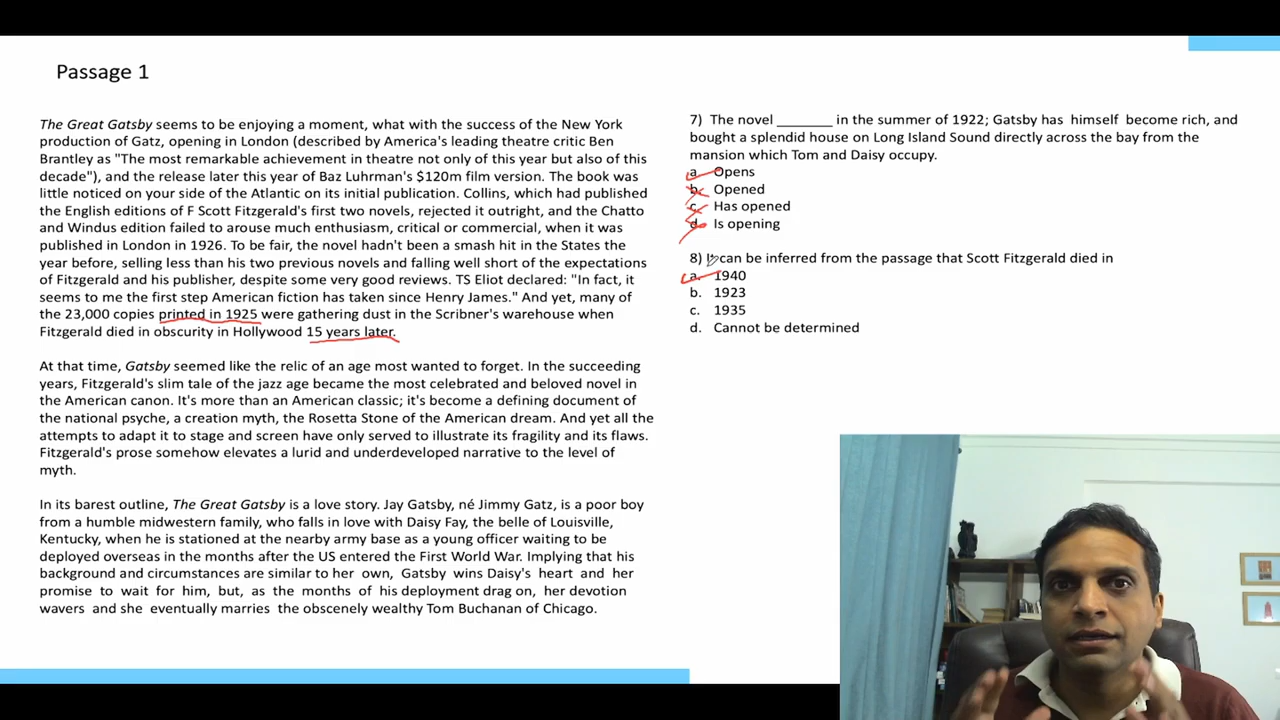 Passage 1
The Great Gatsby seems to be enjoying a moment, what with the success of the New York
production of Gatz, opening in London (described by America's leading theatre critic Ben
Brantley as "The most remarkable achievement in theatre not only of this year but also of this
decade"), and the release later this year of Baz Luhrman's $120m film version. The book was
little noticed on your side of the Atlantic on its initial publication. Collins, which had published
the English editions of F Scott Fitzgerald's first two novels, rejected it outright, and the Chatto
and Windus edition failed to arouse much enthusiasm, critical or commercial, when it was
published in London in 1926. To be fair, the novel hadn't been a smash hit in the States the
year before, selling less than his two previous novels and falling well short of the expectations
of Fitzgerald and his publisher, despite some very good reviews. TS Eliot declared: "In fact, it
seems to me the first step American fiction has taken since Henry James." And yet, many of
the 23,000 copies printed in 1925 were gathering dust in the Scribner's warehouse when
Fitzgerald died in obscurity in Hollywood 15 years later.
At that time, Gatsby seemed like the relic of an age most wanted to forget. In the succeeding
years, Fitzgerald's slim tale of the jazz age became the most celebrated and beloved novel in
the American canon. It's more than an American classic; it's become a defining document of
the national psyche, a creation myth, the Rosetta Stone of the American dream. And yet all the
attempts to adapt it to stage and screen have only served to illustrate its fragility and its flaws.
Fitzgerald's prose somehow elevates a lurid and underdeveloped narrative to the level of
myth.
In its barest outline, The Great Gatsby is a love story. Jay Gatsby, né Jimmy Gatz, is a poor boy
from a humble midwestern family, who falls in love with Daisy Fay, the belle of Louisville,
Kentucky, when he is stationed at the nearby army base as a young officer waiting to be
deployed overseas in the months after the US entered the First World War. Implying that his
background and circumstances are similar to her own, Gatsby wins Daisy's heart and her
promise to wait for him, but, as the months of his deployment drag on, her devotion
wavers and she eventually marries the obscenely wealthy Tom Buchanan of Chicago.
7) The novel _______ in the summer of 1922; Gatsby has himself become rich, and
bought a splendid house on Long Island Sound directly across the bay from the
mansion which Tom and Daisy occupy.
a. Opens
b. Opened
c. Has opened
d. Is opening
8) It can be inferred from the passage that Scott Fitzgerald died in
a. 1940
b. 1923
c. 1935
d. Cannot be determined